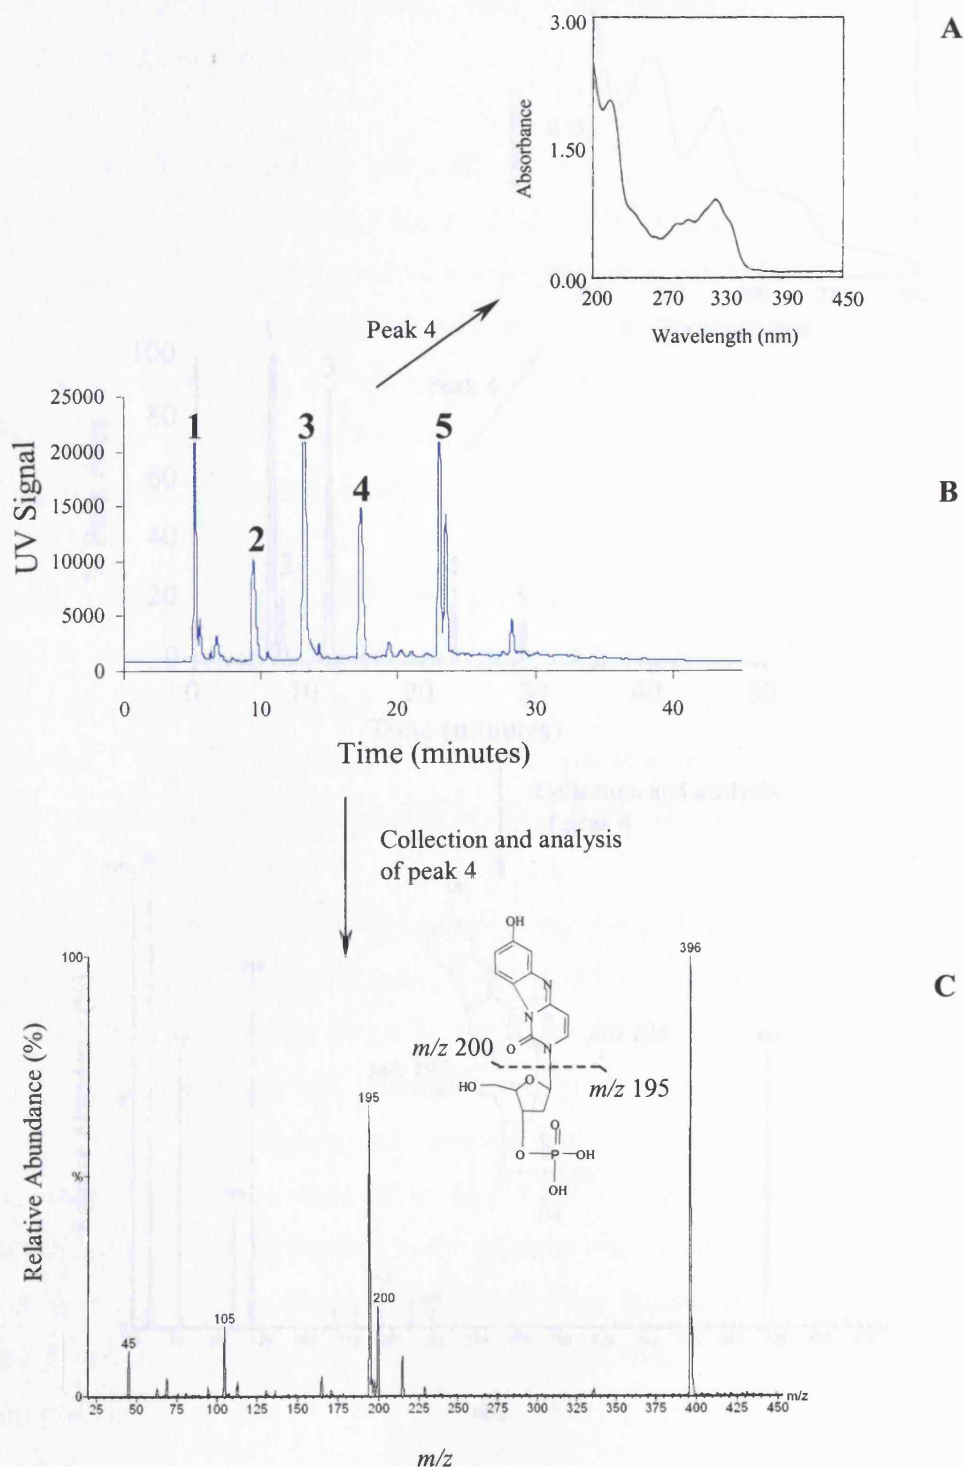 A
3.00
1.50
0.00
Absorbance
200 270 330 390 450
Wavelength (nm)
Peak 4
B
25000
20000
15000
10000
5000
0
UV Signal
1
2
3
4
5
0 10 20 30 40
Time (minutes)
Collection and analysis
of peak 4
C
100
%
0
Relative Abundance (%)
396
195
200
105
45
OH
N
N
O
N
m/z 200
m/z 195
HO
O
O
O
P
OH
OH
25 50 75 100 125 150 175 200 225 250 275 300 325 350 375 400 425 450
m/z
m/z